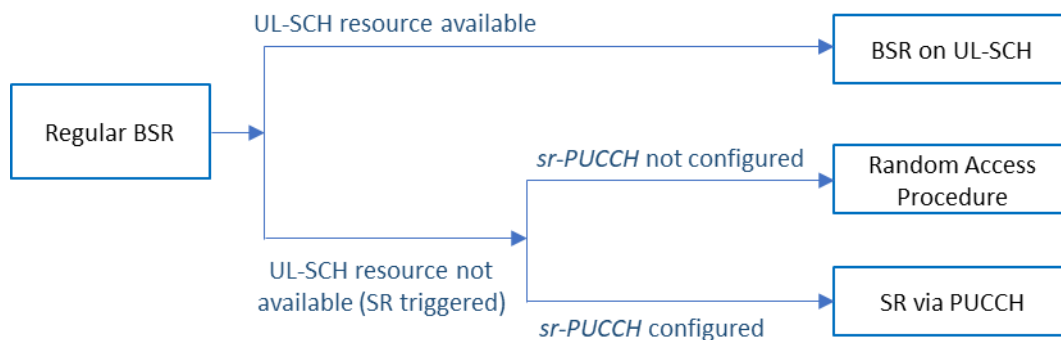 UL-SCH resource available
BSR on UL-SCH
Regular BSR
sr-PUCCH not configured
Random Access
Procedure
UL-SCH resource not
available (SR triggered)
sr-PUCCH configured
SR via PUCCH